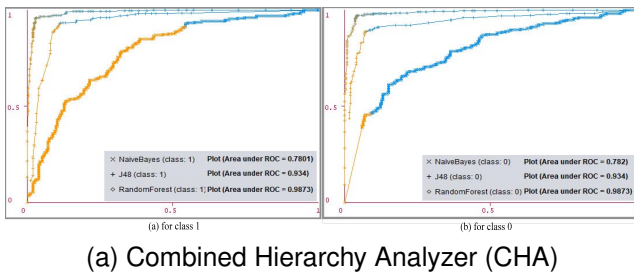 1
0.5
0
0.5
1
× NaiveBayes (class: 1) Plot (Area under ROC = 0.7801)
+ J48 (class: 1) Plot (Area under ROC = 0.934)
◇ RandomForest (class: 1) Plot (Area under ROC = 0.9873)
(a) for class 1
1
0.5
0
0.5
× NaiveBayes (class: 0) Plot (Area under ROC = 0.782)
+ J48 (class: 0) Plot (Area under ROC = 0.934)
◇ RandomForest (class: 0) Plot (Area under ROC = 0.9873)
(b) for class 0
(a) Combined Hierarchy Analyzer (CHA)